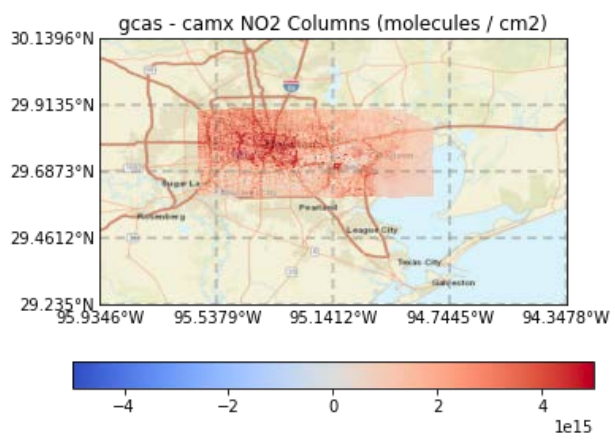 gcas - camx NO2 Columns (molecules / cm2)
30.1396°N
29.9135°N
29.6873°N
29.4612°N
29.235°N
Sugar La
Rosenberg
Pearland
League City
Texas City
Galveston
95.9346°W 95.5379°W 95.1412°W 94.7445°W 94.3478°W
−4 −2 0 2 4
1e15